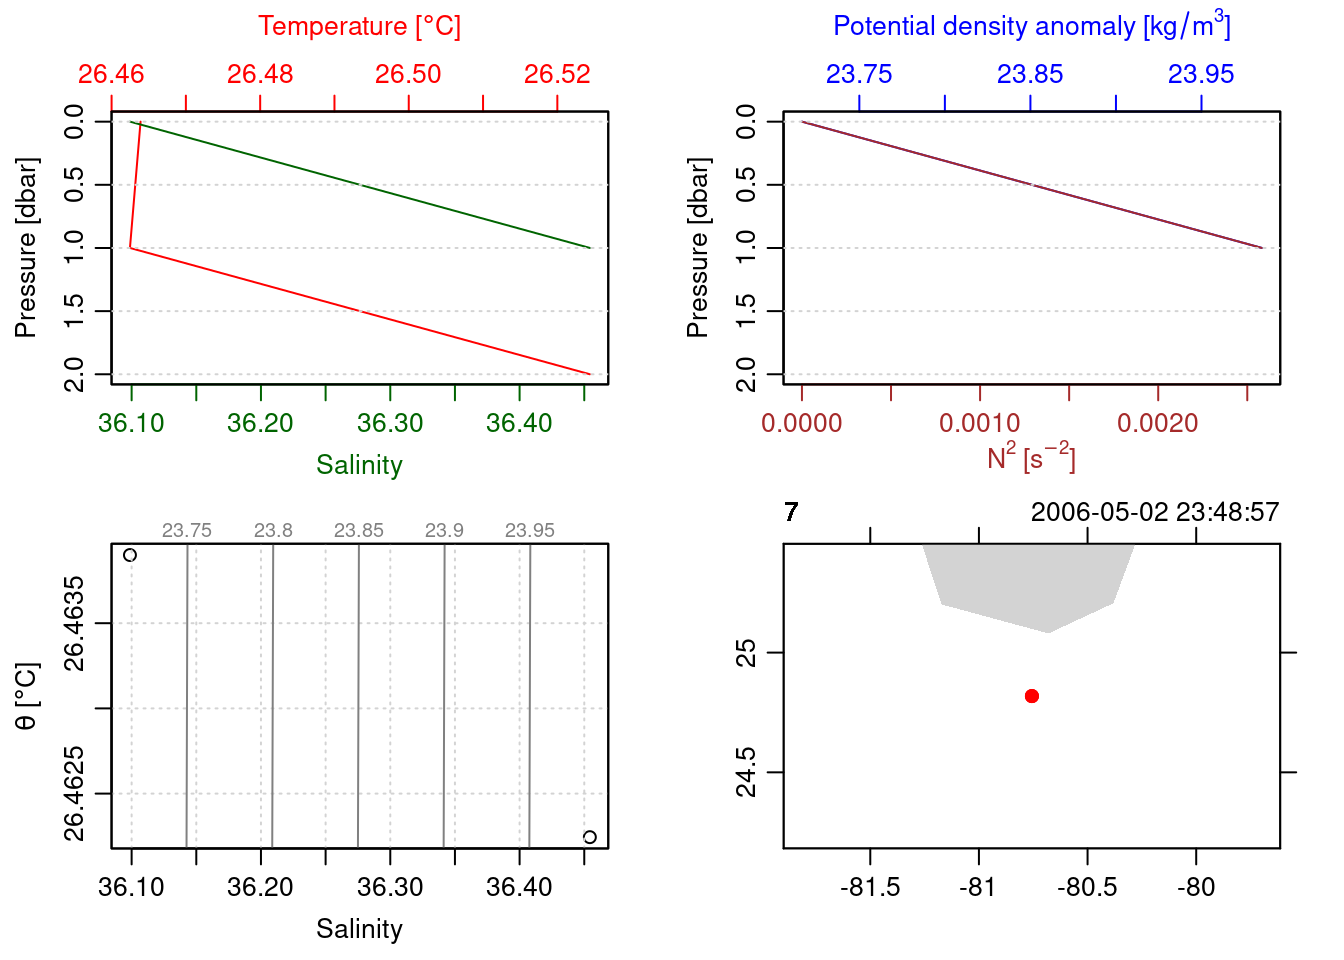 Temperature [°C]
26.46 26.48 26.50 26.52
Pressure [dbar]
0.0 0.5 1.0 1.5 2.0
36.10 36.20 36.30 36.40
Salinity
Potential density anomaly [kg/m³]
23.75 23.85 23.95
Pressure [dbar]
0.0 0.5 1.0 1.5 2.0
0.0000 0.0010 0.0020
N² [s⁻²]
23.75 23.8 23.85 23.9 23.95
θ [°C]
26.4625 26.4635
36.10 36.20 36.30 36.40
Salinity
7 2006-05-02 23:48:57
25
24.5
-81.5 -81 -80.5 -80